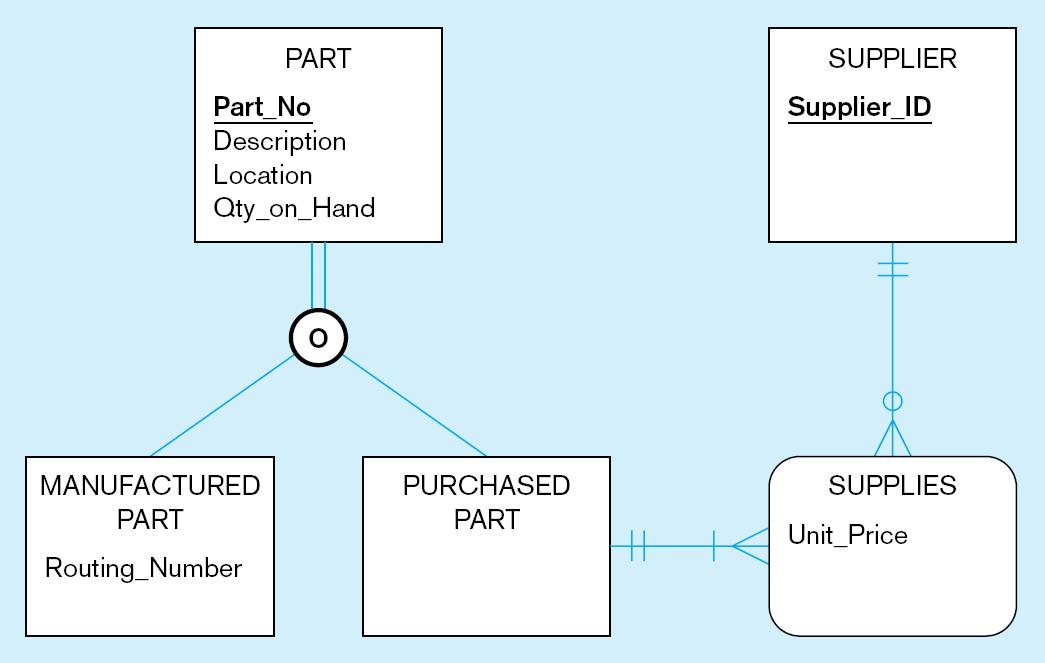 PART
Part_No
Description
Location
Qty_on_Hand
SUPPLIER
Supplier_ID
O
MANUFACTURED
PART
Routing_Number
PURCHASED
PART
SUPPLIES
Unit_Price